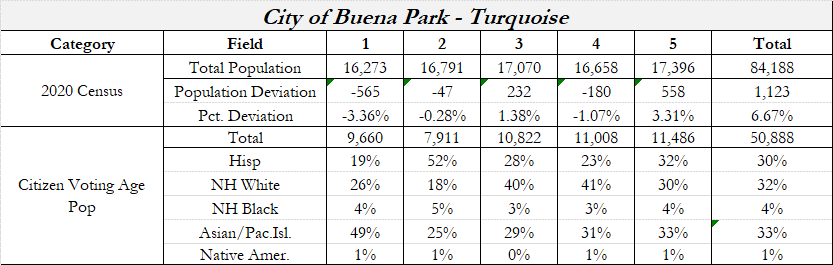 City of Buena Park - Turquoise
Category Field 1 2 3 4 5 Total
2020 Census
Total Population 16,273 16,791 17,070 16,658 17,396 84,188
Population Deviation -565 -47 232 -180 558 1,123
Pct. Deviation -3.36% -0.28% 1.38% -1.07% 3.31% 6.67%
Citizen Voting Age
Pop
Total 9,660 7,911 10,822 11,008 11,486 50,888
Hisp 19% 52% 28% 23% 32% 30%
NH White 26% 18% 40% 41% 30% 32%
NH Black 4% 5% 3% 3% 4% 4%
Asian/Pac.Isl. 49% 25% 29% 31% 33% 33%
Native Amer. 1% 1% 0% 1% 1% 1%